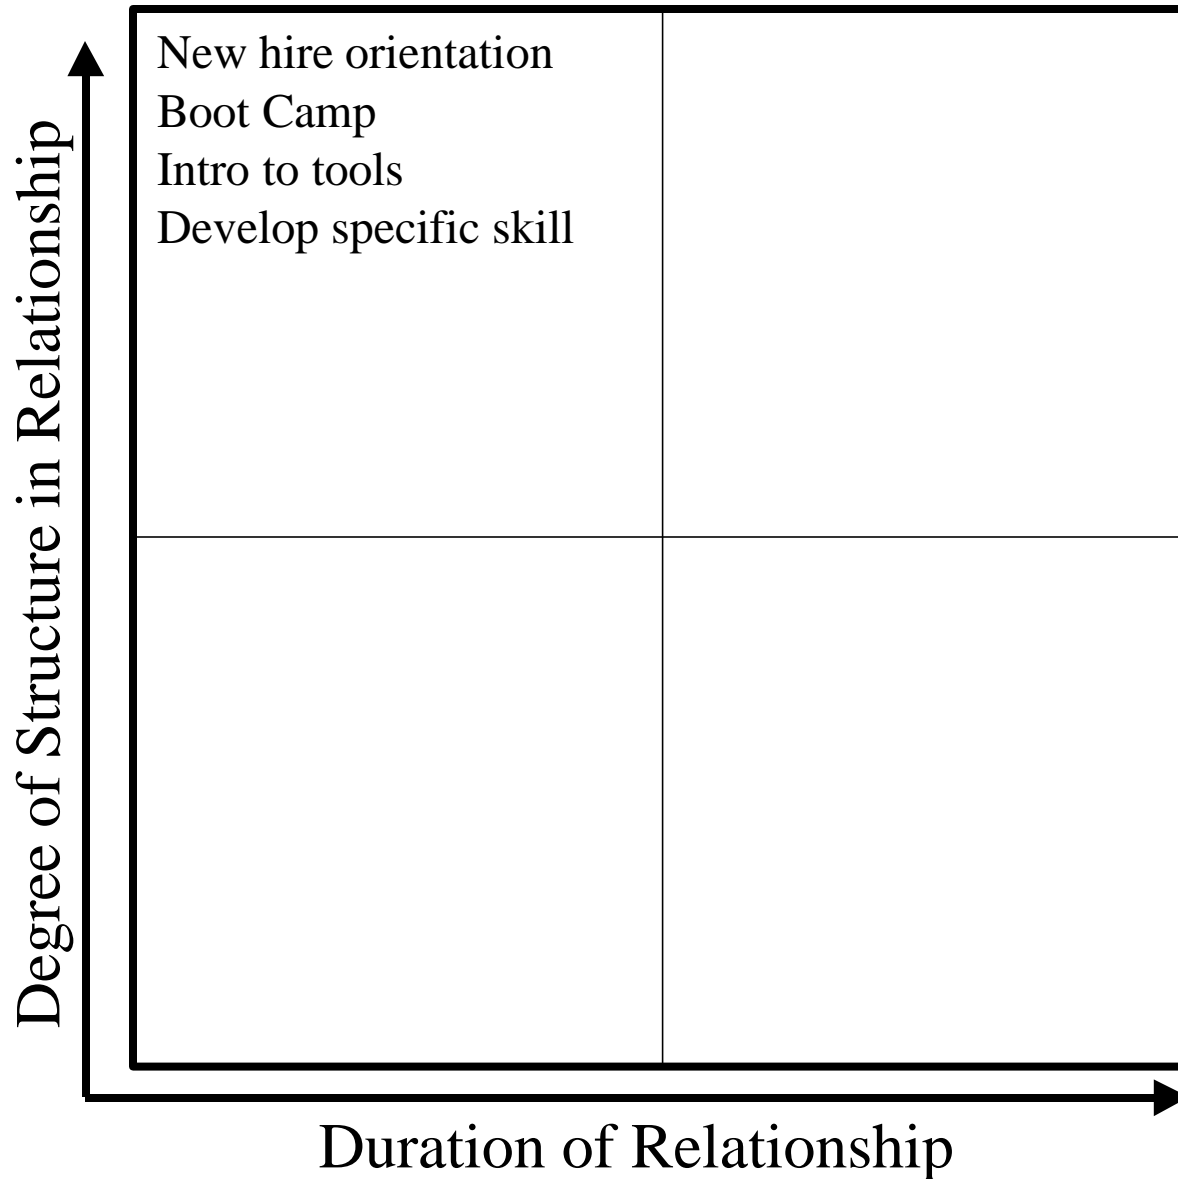 New hire orientation
Boot Camp
Intro to tools
Develop specific skill
Degree of Structure in Relationship
Duration of Relationship